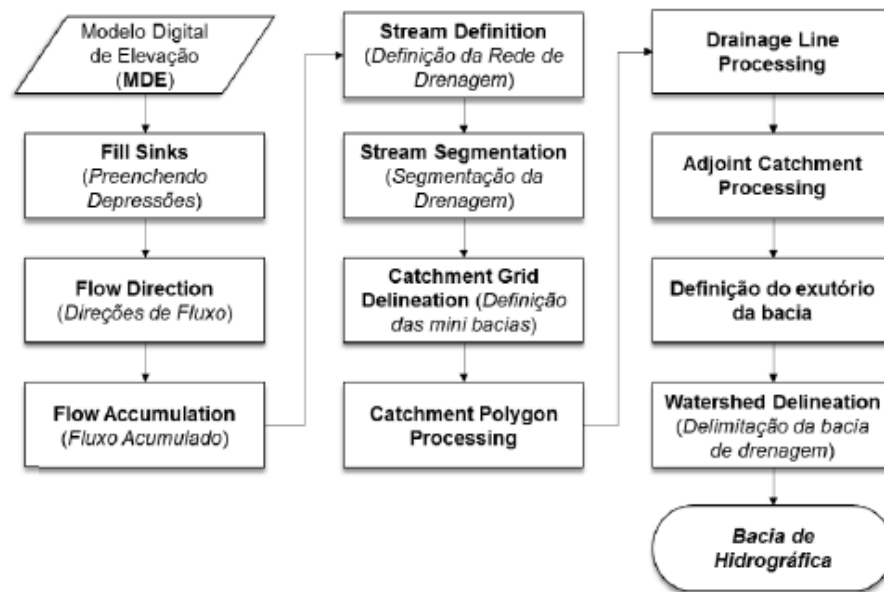 Modelo Digital
de Elevação
(MDE)
Fill Sinks
(Preenchendo
Depressões)
Flow Direction
(Direções de Fluxo)
Flow Accumulation
(Fluxo Acumulado)
Stream Definition
(Definição da Rede de
Drenagem)
Stream Segmentation
(Segmentação da
Drenagem)
Catchment Grid
Delineation (Definição
das mini bacias)
Catchment Polygon
Processing
Drainage Line
Processing
Adjoint Catchment
Processing
Definição do exutório
da bacia
Watershed Delineation
(Delimitação da bacia
de drenagem)
Bacia de
Hidrográfica